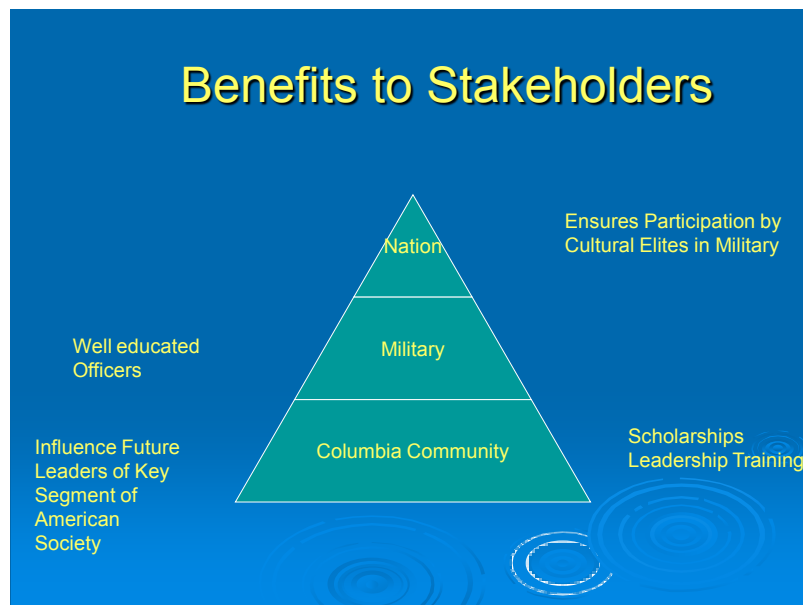 Benefits to Stakeholders
Nation
Ensures Participation by
Cultural Elites in Military
Well educated
Officers
Military
Influence Future
Leaders of Key
Segment of
American
Society
Columbia Community
Scholarships
Leadership Training